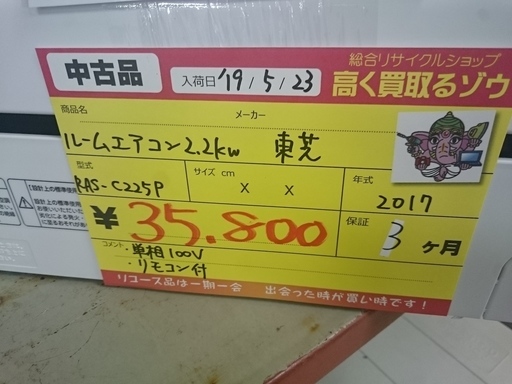 中古品
入荷日 19/5/23
総合リサイクルショップ
高く買取るゾウ
商品名
メーカー
ルームエアコン2.2kw 東芝
型式
サイズ cm
年式
RAS-C225P
X X
2017
¥35.800
保証
3ヶ月
コメント
・単相100V
・リモコン付
リユース品は一期一会 出会った時が買い時です!